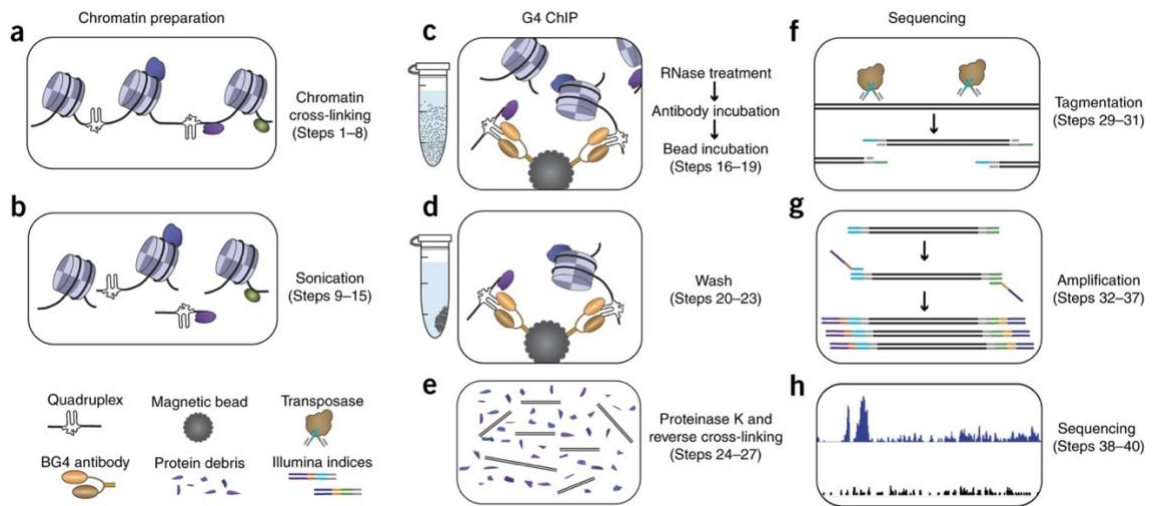 Chromatin preparation
a
Chromatin
cross-linking
(Steps 1–8)
b
Sonication
(Steps 9–15)
Quadruplex
Magnetic bead
Transposase
BG4 antibody
Protein debris
Illumina indices
G4 ChIP
c
RNase treatment
Antibody incubation
Bead incubation
(Steps 16–19)
d
Wash
(Steps 20–23)
e
Proteinase K and
reverse cross-linking
(Steps 24–27)
Sequencing
f
Tagmentation
(Steps 29–31)
g
Amplification
(Steps 32–37)
h
Sequencing
(Steps 38–40)